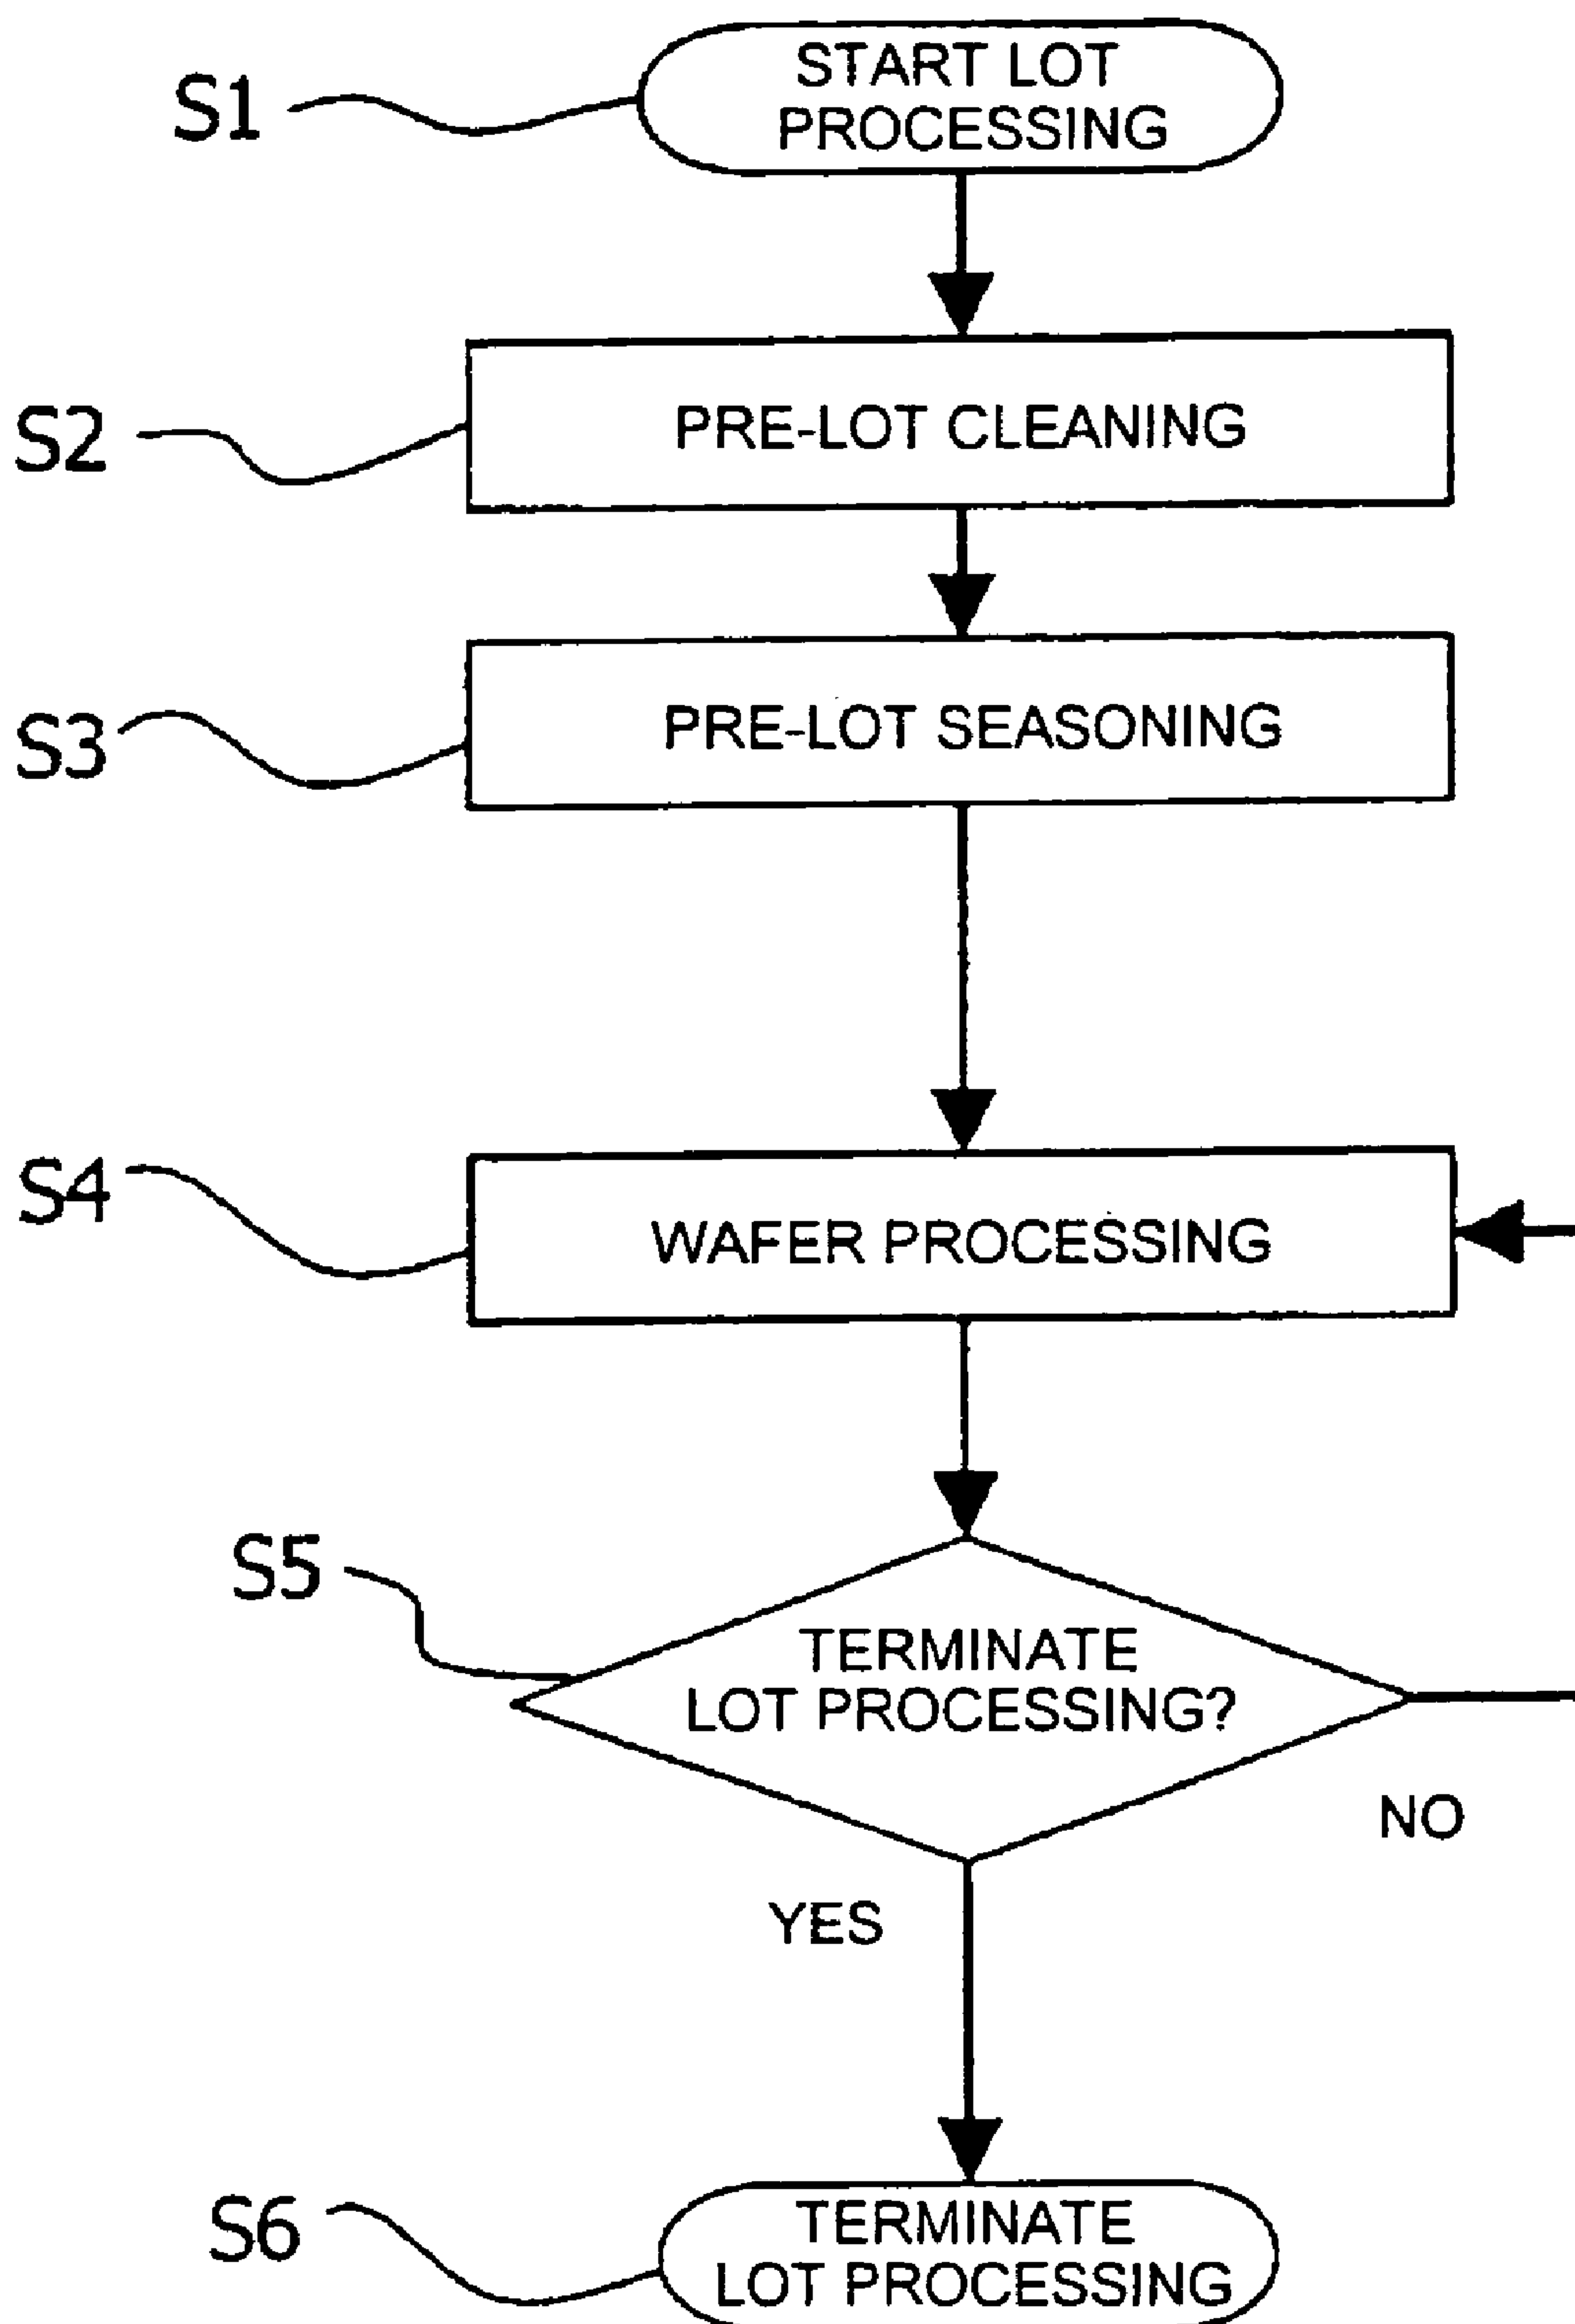 S1
START LOT
PROCESSING
S2
PRE-LOT CLEANING
S3
PRE-LOT SEASONING
S4
WAFER PROCESSING
S5
TERMINATE
LOT PROCESSING?
NO
YES
S6
TERMINATE
LOT PROCESSING